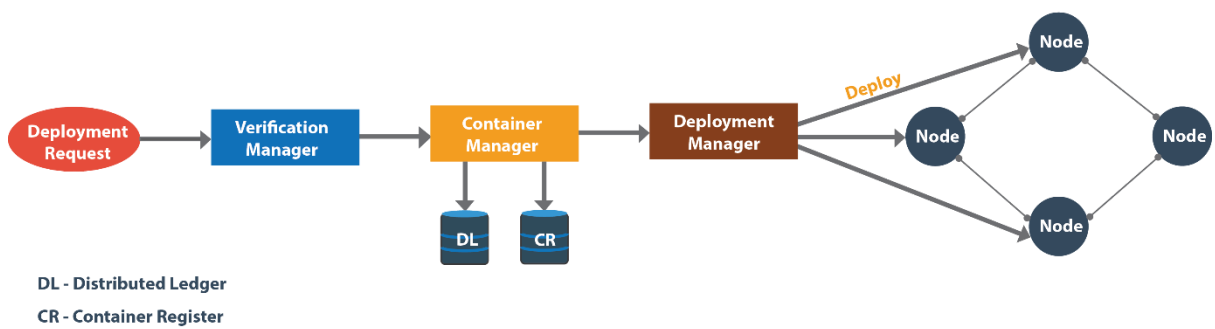 Deployment
Request
Verification
Manager
Container
Manager
Deployment
Manager
Deploy
Node
Node
Node
Node
DL
CR
DL - Distributed Ledger
CR - Container Register